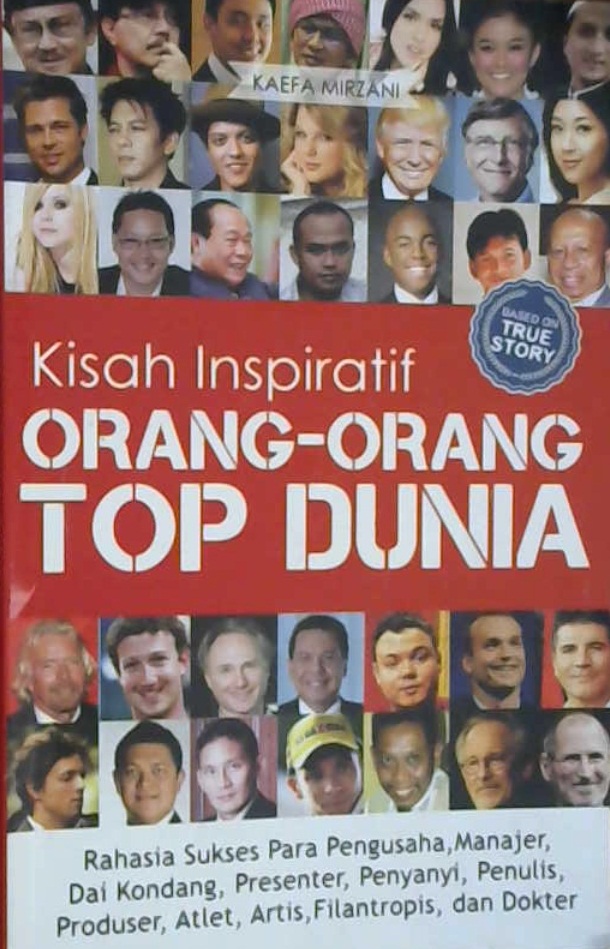 KAEFA MIRZANI
BASED ON
TRUE
STORY
Kisah Inspiratif
ORANG-ORANG
TOP DUNIA
Rahasia Sukses Para Pengusaha,Manajer,
Dai Kondang, Presenter, Penyanyi, Penulis,
Produser, Atlet, Artis,Filantropis, dan Dokter